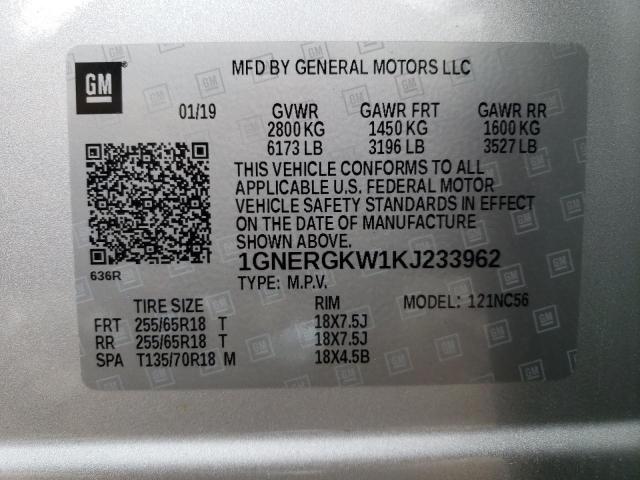 GM
MFD BY GENERAL MOTORS LLC
01/19 GVWR GAWR FRT GAWR RR
2800 KG 1450 KG 1600 KG
6173 LB 3196 LB 3527 LB
THIS VEHICLE CONFORMS TO ALL
APPLICABLE U.S. FEDERAL MOTOR
VEHICLE SAFETY STANDARDS IN EFFECT
ON THE DATE OF MANUFACTURE
SHOWN ABOVE.
636R
1GNERGKW1KJ233962
TYPE: M.P.V. MODEL: 121NC56
TIRE SIZE RIM
FRT 255/65R18 T 18X7.5J
RR 255/65R18 T 18X7.5J
SPA T135/70R18 M 18X4.5B